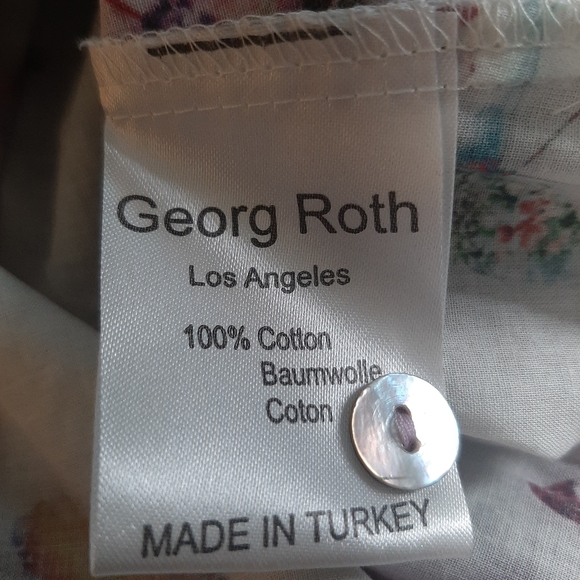 Georg Roth
Los Angeles
100% Cotton
Baumwolle
Coton
MADE IN TURKEY